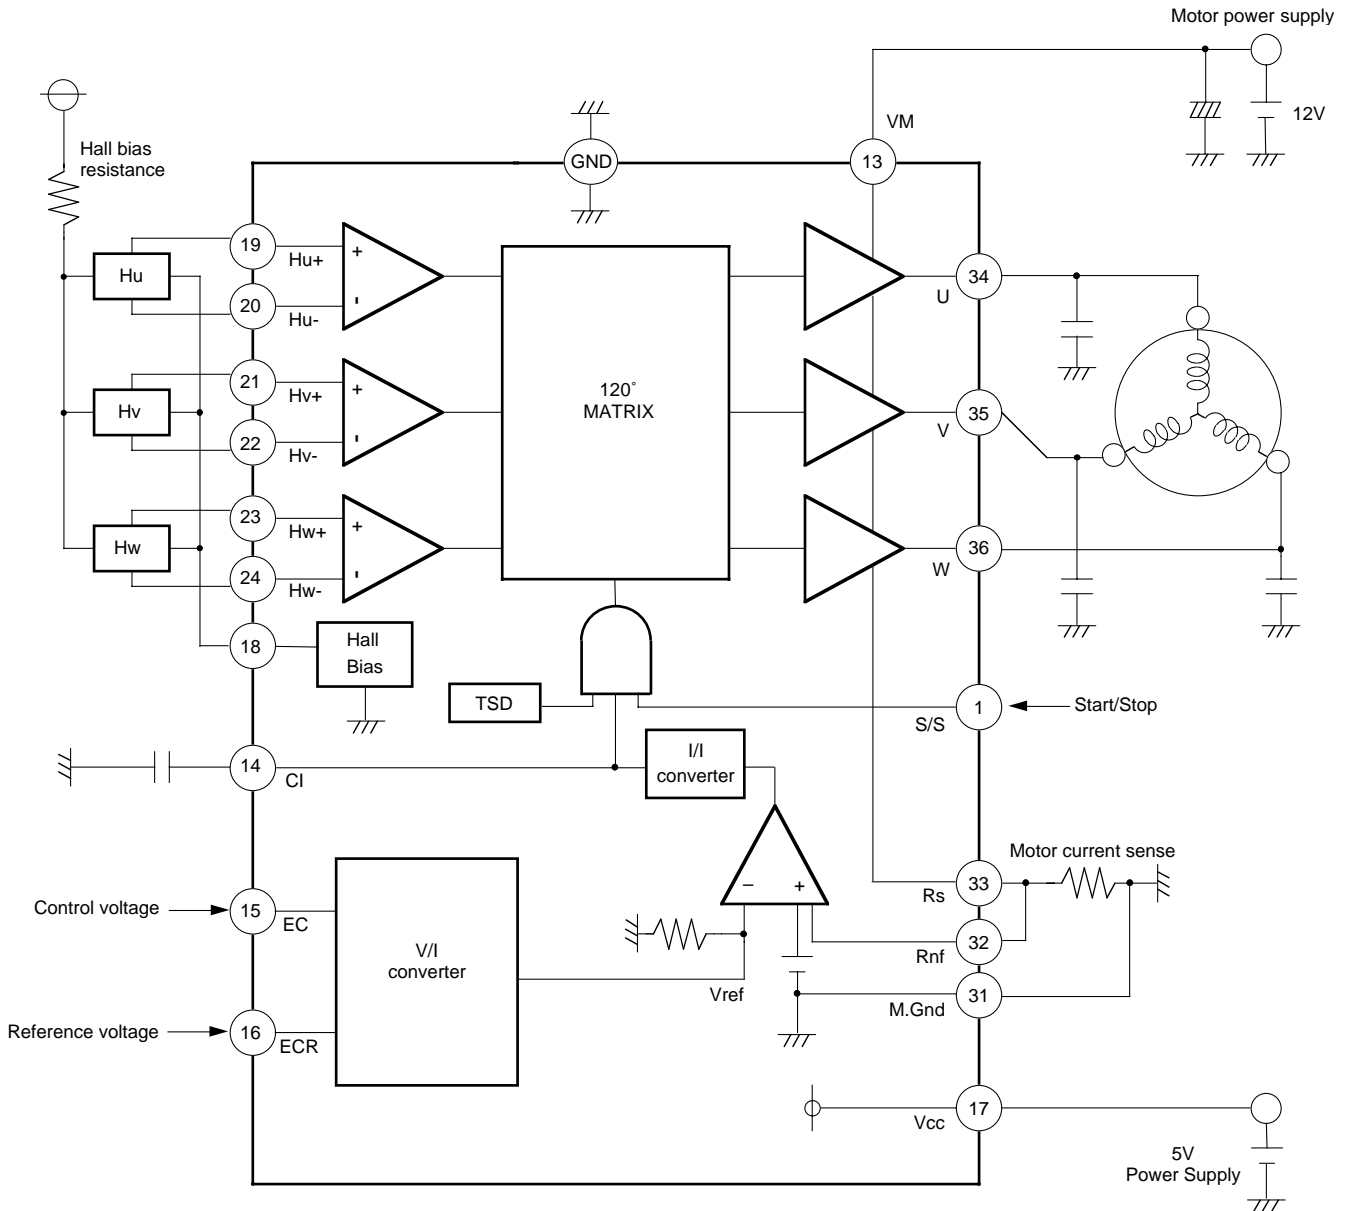 Motor power supply
VM
12V
Hall bias
resistance
GND
13
19
Hu+
+
Hu
34
U
20
Hu-
-
21
Hv+
+
120°
MATRIX
Hv
35
V
22
Hv-
-
23
Hw+
+
Hw
36
W
24
Hw-
-
18
Hall
Bias
TSD
1
Start/Stop
S/S
I/I
converter
14
CI
Motor current sense
– +
33
Rs
Control voltage
15
EC
V/I
converter
32
Rnf
Vref
31
M.Gnd
Reference voltage
16
ECR
17
Vcc
5V
Power Supply